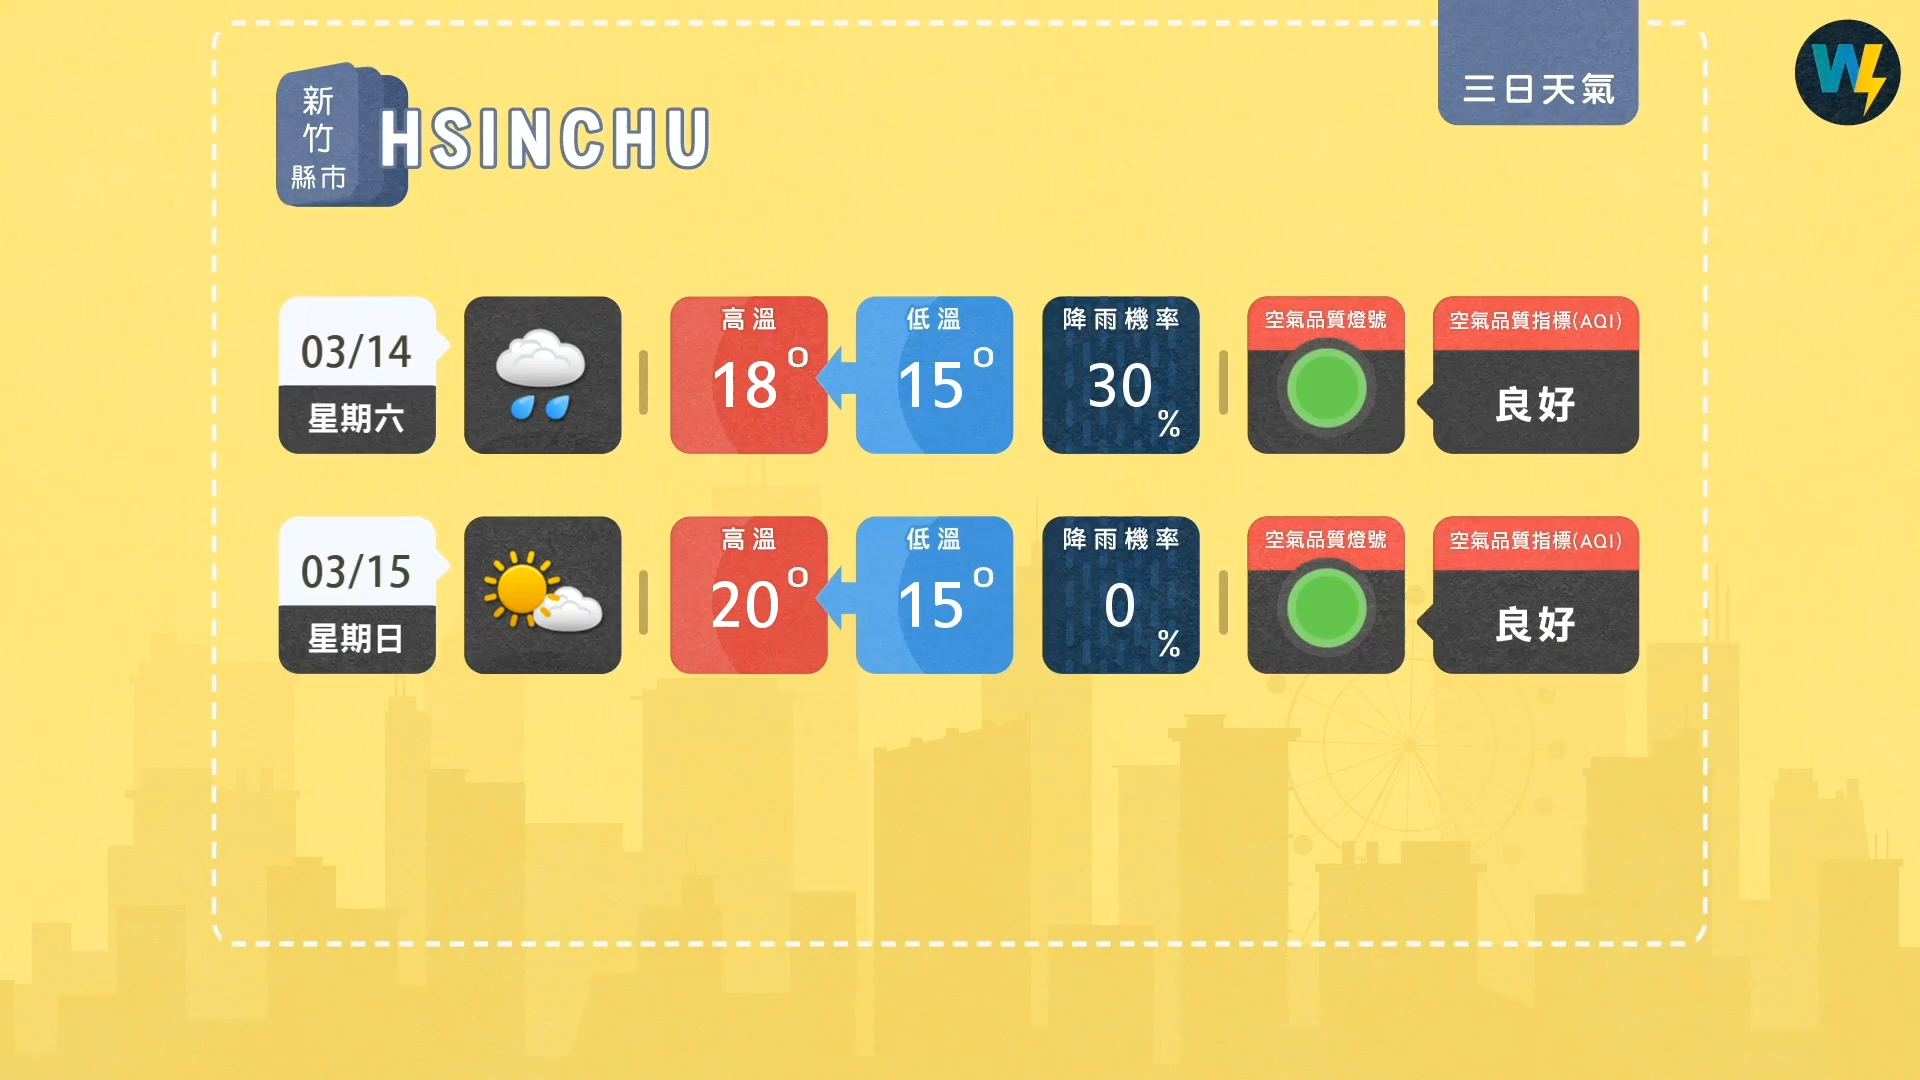 新
竹
縣市
HSINCHU
三日天氣
W
03/14
星期六
高溫
18°
低溫
15°
降雨機率
30%
空氣品質燈號
空氣品質指標(AQI)
良好
03/15
星期日
高溫
20°
低溫
15°
降雨機率
0%
空氣品質燈號
空氣品質指標(AQI)
良好